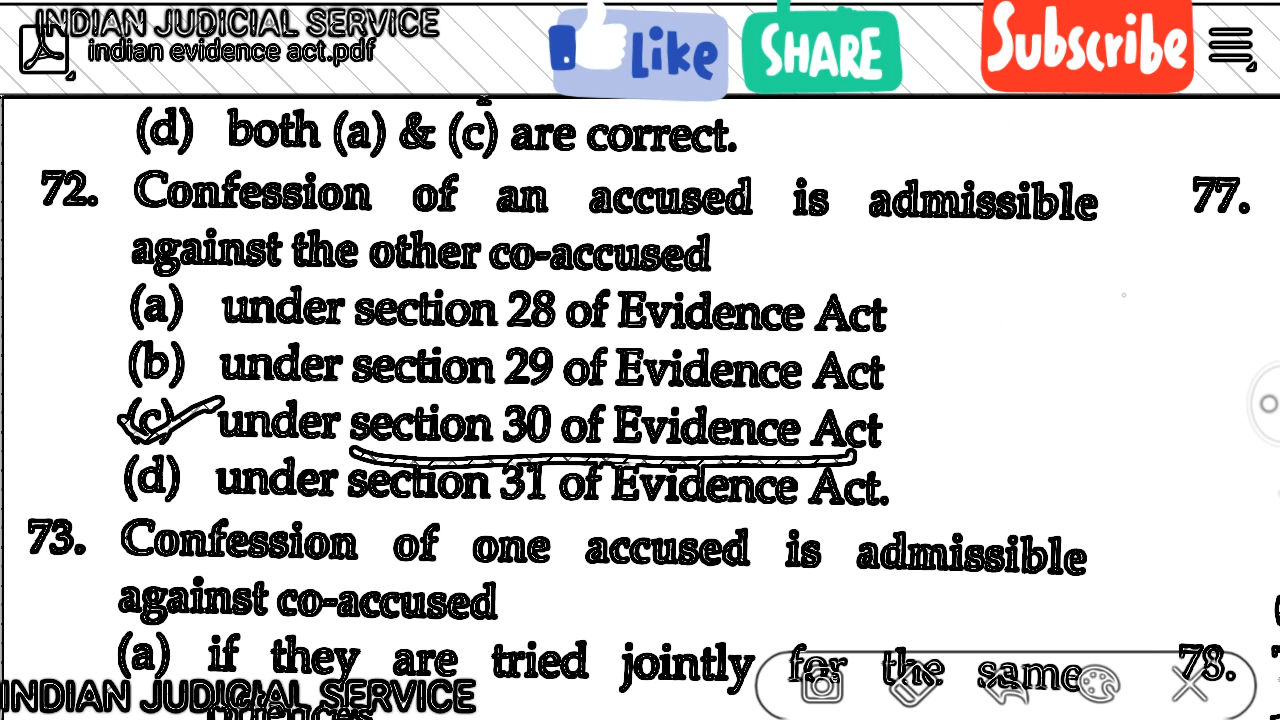 INDIAN JUDICIAL SERVICE
indian evidence act.pdf
Like
SHARE
Subscribe
(d) both (a) & (c) are correct.
72. Confession of an accused is admissible
against the other co-accused
(a) under section 28 of Evidence Act
(b) under section 29 of Evidence Act
(c) under section 30 of Evidence Act
(d) under section 31 of Evidence Act.
73. Confession of one accused is admissible
against co-accused
(a) if they are tried jointly for the same
77.
78.
INDIAN JUDICIAL SERVICE